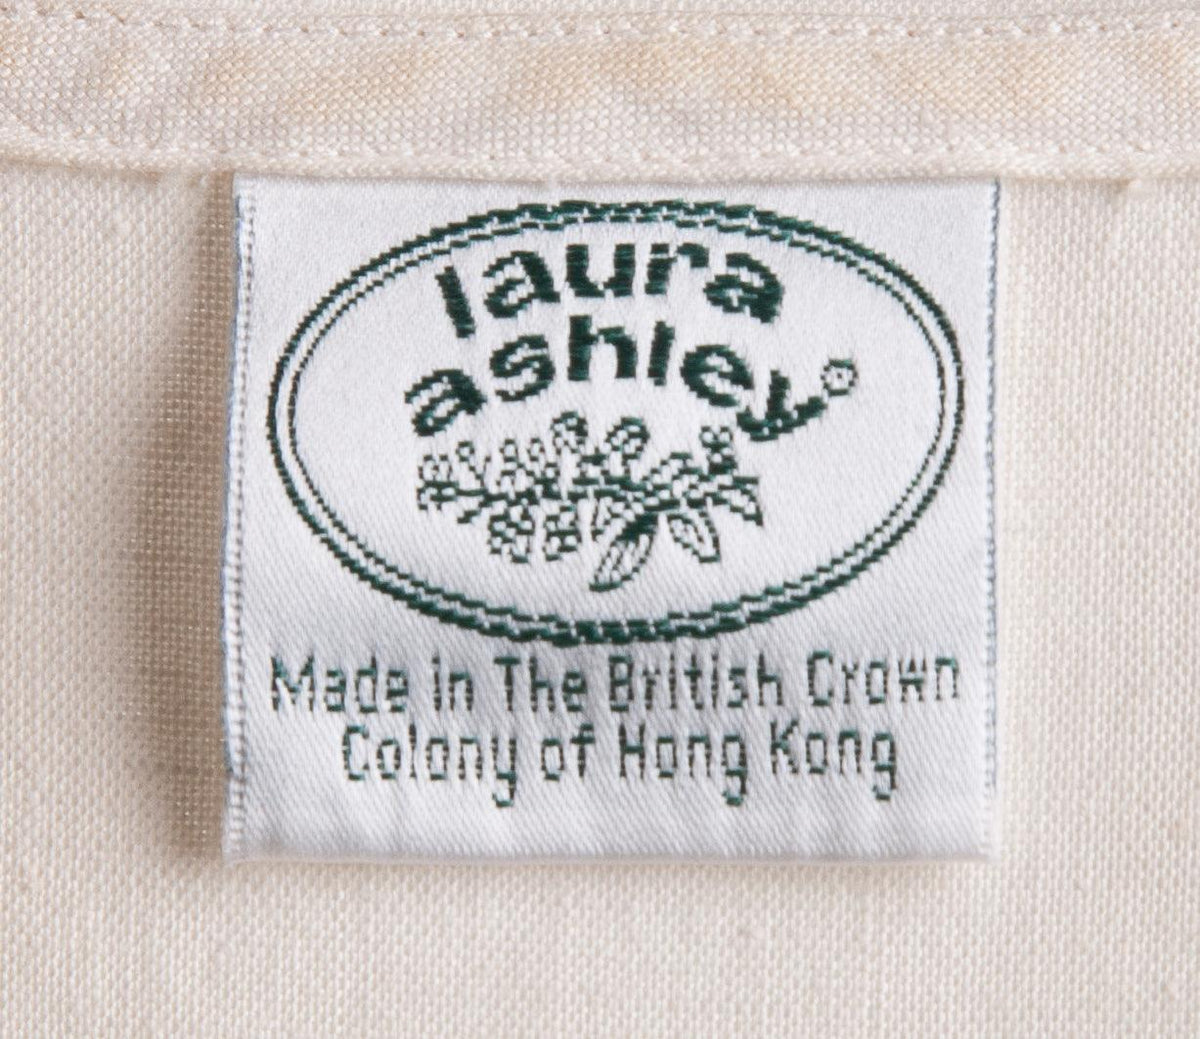 laura
ashley®
Made in The British Crown
Colony of Hong Kong